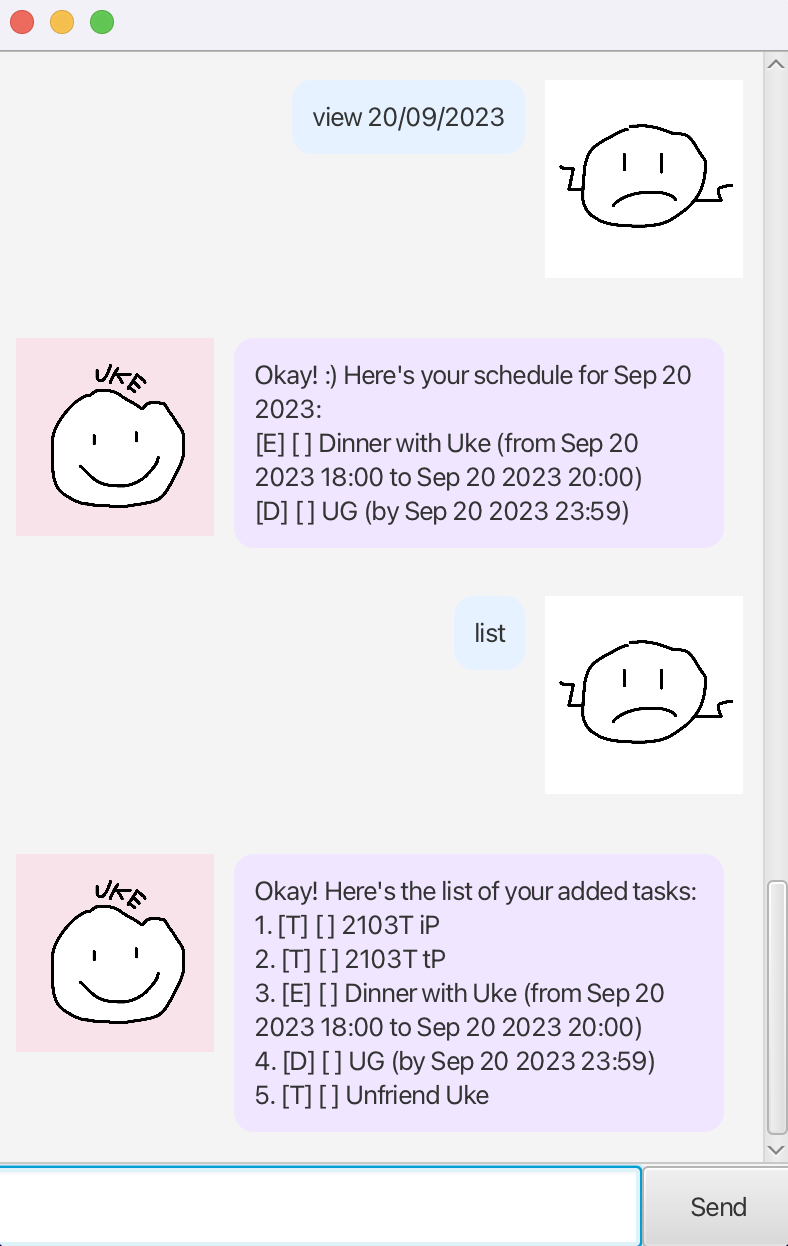 view 20/09/2023
UKE
Okay! :) Here's your schedule for Sep 20
2023:
[E] [ ] Dinner with Uke (from Sep 20
2023 18:00 to Sep 20 2023 20:00)
[D] [ ] UG (by Sep 20 2023 23:59)
list
UKE
Okay! Here's the list of your added tasks:
1. [T] [ ] 2103T iP
2. [T] [ ] 2103T tP
3. [E] [ ] Dinner with Uke (from Sep 20
2023 18:00 to Sep 20 2023 20:00)
4. [D] [ ] UG (by Sep 20 2023 23:59)
5. [T] [ ] Unfriend Uke
Send